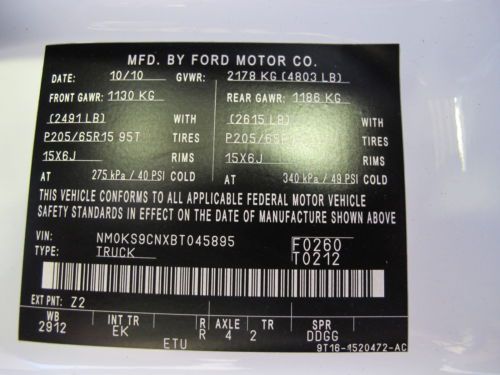 MFD. BY FORD MOTOR CO.
DATE: 10/10 GVWR: 2178 KG (4803 LB)
FRONT GAWR: 1130 KG REAR GAWR: 1186 KG
(2491 LB) WITH (2615 LB) WITH
P205/65R15 95T TIRES P205/65R15 TIRES
15X6J RIMS 15X6J RIMS
AT 275 kPa / 40 PSI COLD AT 340 kPa / 49 PSI COLD
THIS VEHICLE CONFORMS TO ALL APPLICABLE FEDERAL MOTOR VEHICLE
SAFETY STANDARDS IN EFFECT ON THE DATE OF MANUFACTURE SHOWN ABOVE
VIN: NM0KS9CNXBT045895 F0260
TYPE: TRUCK T0212
EXT PNT: Z2
WB INT TR R AXLE TR SPR
2912 EK R 4 2 DDGG
ETU 9T16-1520472-AC